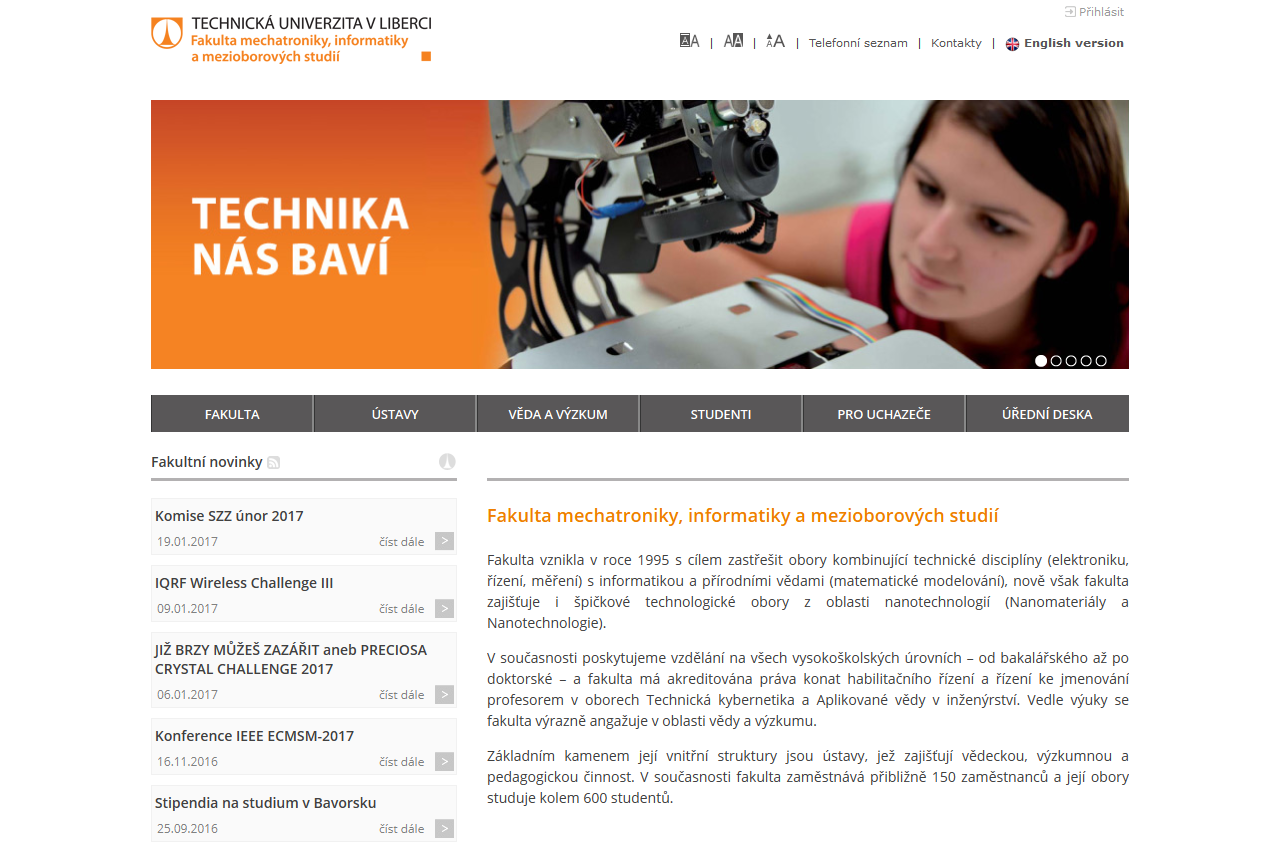 TECHNICKÁ UNIVERZITA V LIBERCI
Fakulta mechatroniky, informatiky
a mezioborových studií
Přihlásit
AA | AA | AA | Telefonní seznam | Kontakty | English version
TECHNIKA
NÁS BAVÍ
FAKULTA ÚSTAVY VĚDA A VÝZKUM STUDENTI PRO UCHAZEČE ÚŘEDNÍ DESKA
Fakultní novinky
Komise SZZ únor 2017
19.01.2017 číst dále >
IQRF Wireless Challenge III
09.01.2017 číst dále >
JIŽ BRZY MŮŽEŠ ZAZÁŘIT aneb PRECIOSA
CRYSTAL CHALLENGE 2017
06.01.2017 číst dále >
Konference IEEE ECMSM-2017
16.11.2016 číst dále >
Stipendia na studium v Bavorsku
25.09.2016 číst dále >
Fakulta mechatroniky, informatiky a mezioborových studií
Fakulta vznikla v roce 1995 s cílem zastřešit obory kombinující technické disciplíny (elektroniku,
řízení, měření) s informatikou a přírodními vědami (matematické modelování), nově však fakulta
zajišťuje i špičkové technologické obory z oblasti nanotechnologií (Nanomateriály a
Nanotechnologie).
V současnosti poskytujeme vzdělání na všech vysokoškolských úrovních – od bakalářského až po
doktorské – a fakulta má akreditována práva konat habilitačního řízení a řízení ke jmenování
profesorem v oborech Technická kybernetika a Aplikované vědy v inženýrství. Vedle výuky se
fakulta výrazně angažuje v oblasti vědy a výzkumu.
Základním kamenem její vnitřní struktury jsou ústavy, jež zajišťují vědeckou, výzkumnou a
pedagogickou činnost. V současnosti fakulta zaměstnává přibližně 150 zaměstnanců a její obory
studuje kolem 600 studentů.